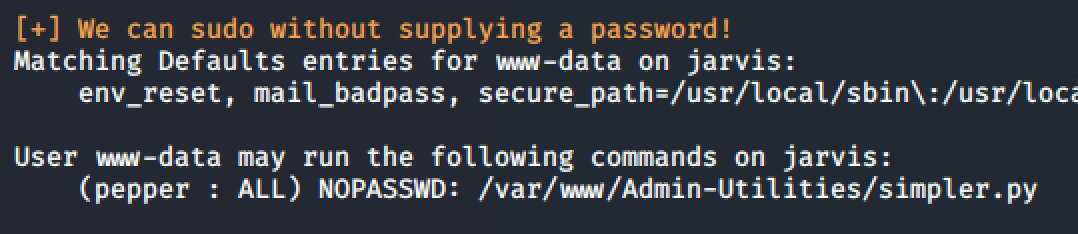 [+] We can sudo without supplying a password!
Matching Defaults entries for www-data on jarvis:
env_reset, mail_badpass, secure_path=/usr/local/sbin\:/usr/loca
User www-data may run the following commands on jarvis:
(pepper : ALL) NOPASSWD: /var/www/Admin-Utilities/simpler.py